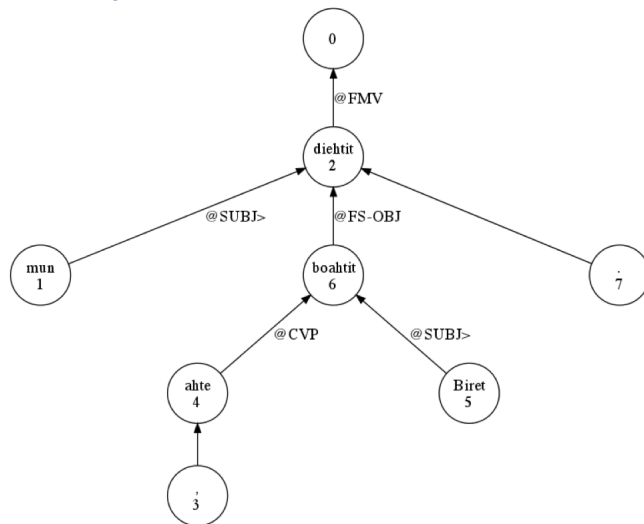 0
@FMV
diehtit
2
@SUBJ>
@FS-OBJ
mun
1
boahtit
6
.
7
@CVP
@SUBJ>
ahte
4
Biret
5
,
3